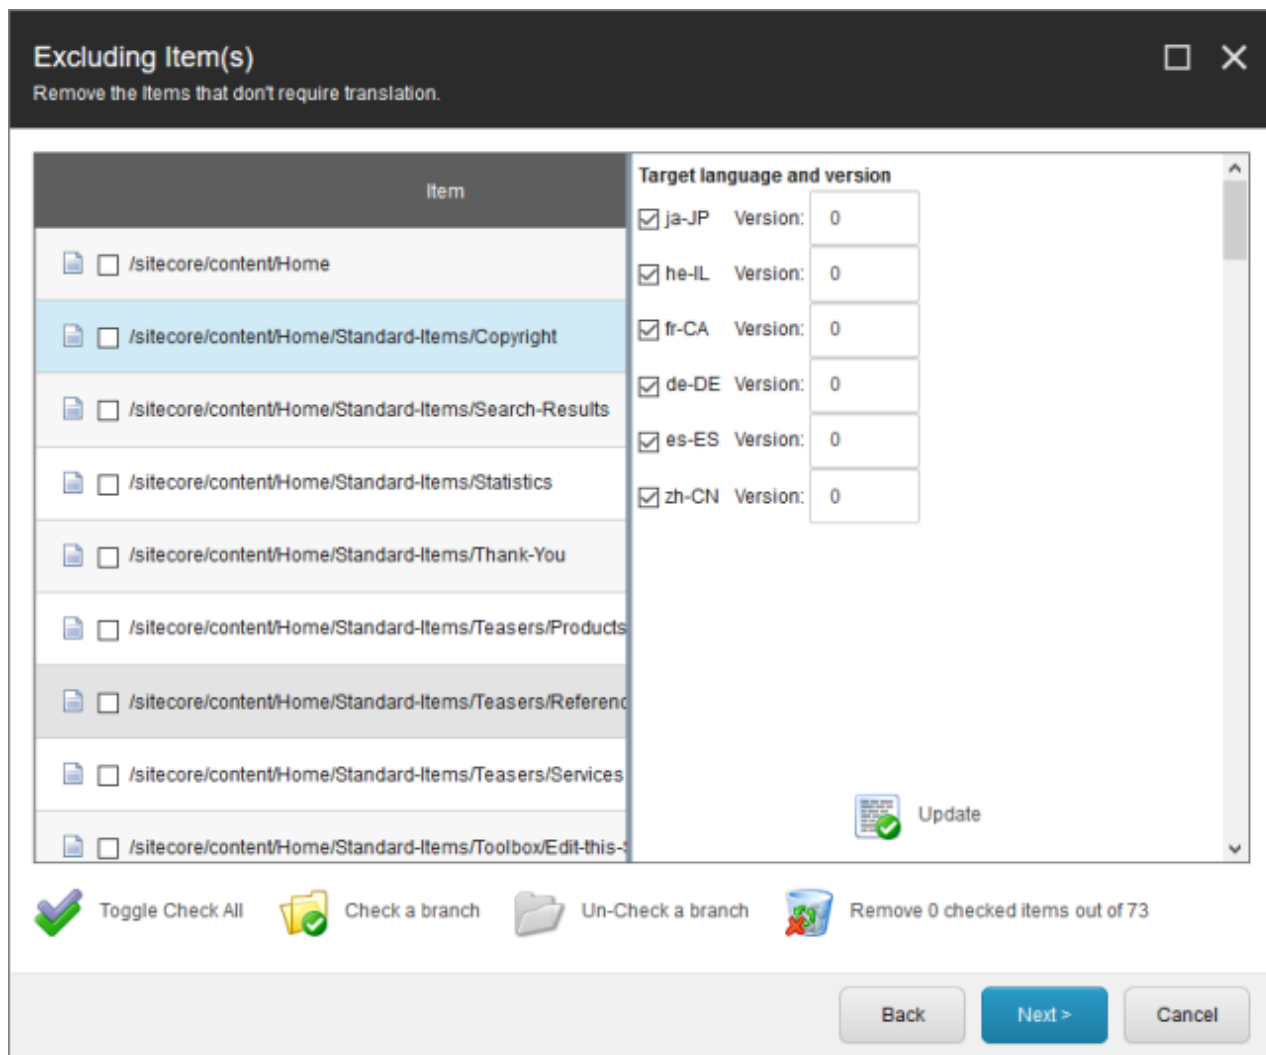 Excluding Item(s)
Remove the Items that don't require translation.
Item
/sitecore/content/Home
/sitecore/content/Home/Standard-Items/Copyright
/sitecore/content/Home/Standard-Items/Search-Results
/sitecore/content/Home/Standard-Items/Statistics
/sitecore/content/Home/Standard-Items/Thank-You
/sitecore/content/Home/Standard-Items/Teasers/Products
/sitecore/content/Home/Standard-Items/Teasers/Referenc
/sitecore/content/Home/Standard-Items/Teasers/Services
/sitecore/content/Home/Standard-Items/Toolbox/Edit-this-
Target language and version
ja-JP Version: 0
he-IL Version: 0
fr-CA Version: 0
de-DE Version: 0
es-ES Version: 0
zh-CN Version: 0
Update
Toggle Check All Check a branch Un-Check a branch Remove 0 checked items out of 73
Back Next > Cancel